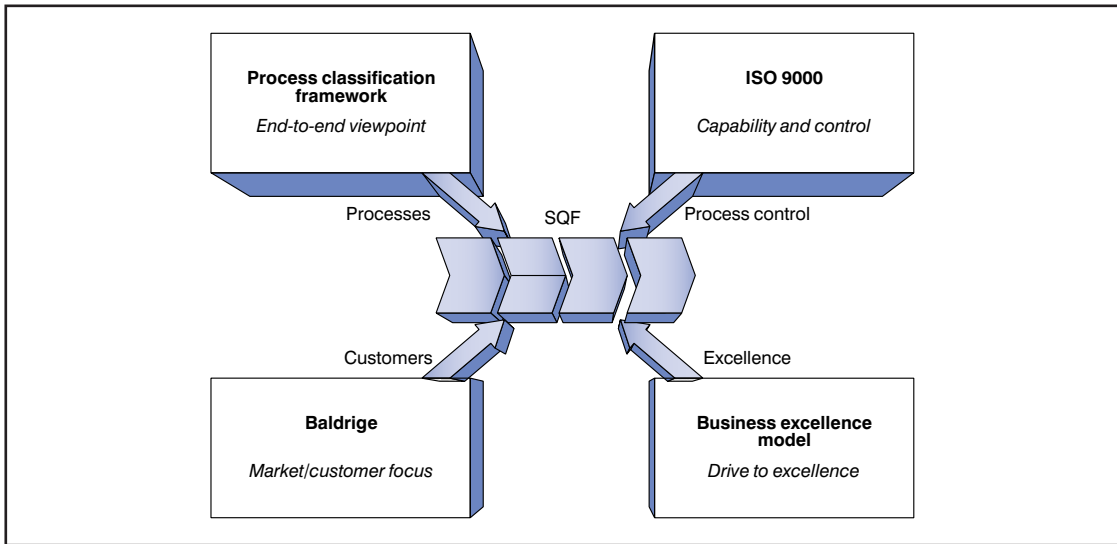 Process classification
framework
End-to-end viewpoint
ISO 9000
Capability and control
Processes
SQF
Process control
Customers
Excellence
Baldrige
Market/customer focus
Business excellence
model
Drive to excellence